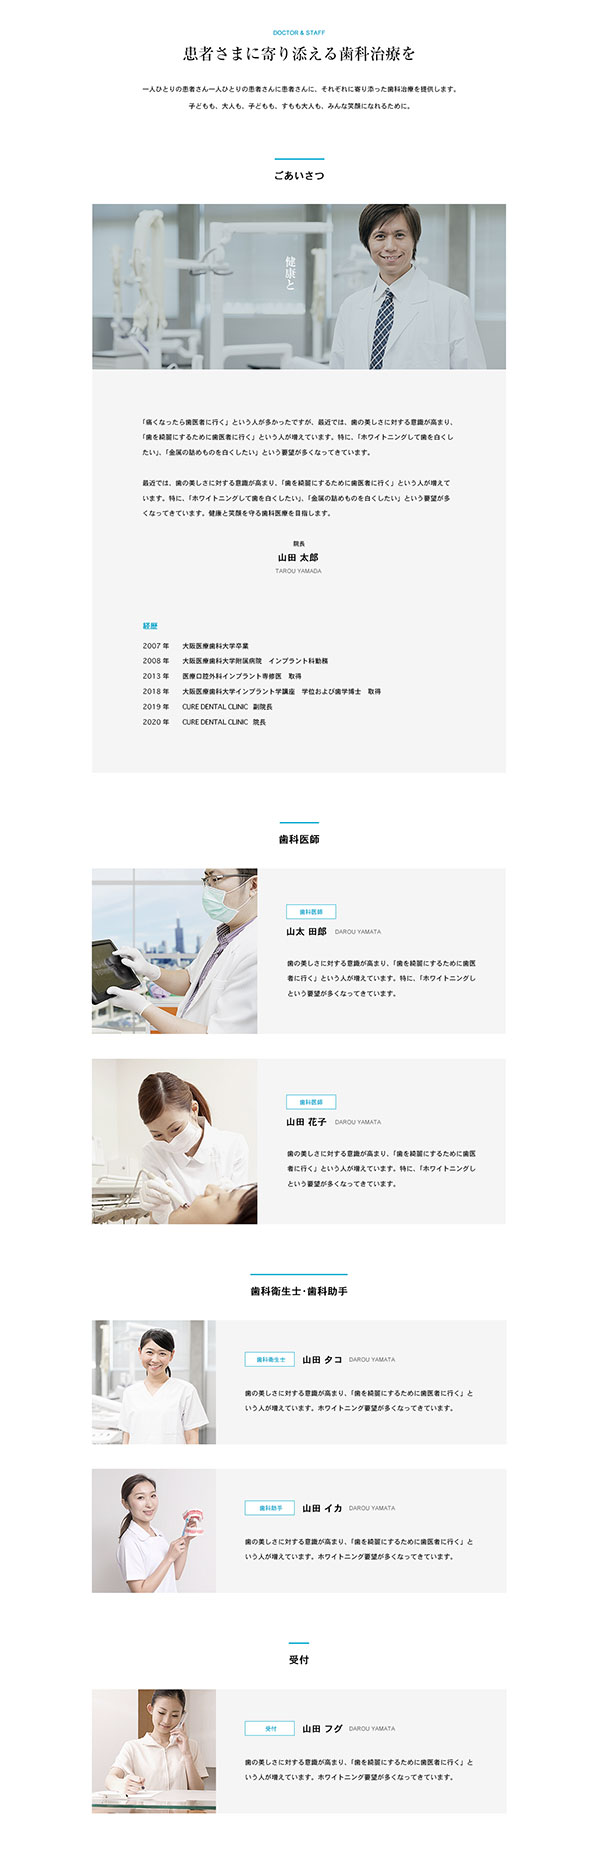 DOCTOR & STAFF
患者さまに寄り添える歯科治療を
一人ひとりの患者さん一人ひとりの患者さんに患者さんに、それぞれに寄り添った歯科治療を提供します。
子どもも、大人も。子どもも、すもも大人も、みんな笑顔になれるために。
ごあいさつ
健康と
「痛くなったら歯医者に行く」という人が多かったですが、最近では、歯の美しさに対する意識が高まり、
「歯を綺麗にするために歯医者に行く」という人が増えています。特に、「ホワイトニングして歯を白くし
たい」、「金属の詰めものを白くしたい」という要望が多くなってきています。
最近では、歯の美しさに対する意識が高まり、「歯を綺麗にするために歯医者に行く」という人が増えて
います。特に、「ホワイトニングして歯を白くしたい」、「金属の詰めものを白くしたい」という要望が多
くなってきています。健康と笑顔を守る歯科医療を目指します。
院長
山田 太郎
TAROU YAMADA
経歴
2007 年 大阪医療歯科大学卒業
2008 年 大阪医療歯科大学附属病院 インプラント科勤務
2013 年 医療口腔外科インプラント専修医 取得
2018 年 大阪医療歯科大学インプラント学講座 学位および歯学博士 取得
2019 年 CURE DENTAL CLINIC 副院長
2020 年 CURE DENTAL CLINIC 院長
歯科医師
歯科医師
山太 田郎 DAROU YAMATA
歯の美しさに対する意識が高まり、「歯を綺麗にするために歯医
者に行く」という人が増えています。特に、「ホワイトニングし
という要望が多くなってきています。
歯科医師
山田 花子 DAROU YAMATA
歯の美しさに対する意識が高まり、「歯を綺麗にするために歯医
者に行く」という人が増えています。特に、「ホワイトニングし
という要望が多くなってきています。
歯科衛生士・歯科助手
歯科衛生士 山田 タコ DAROU YAMATA
歯の美しさに対する意識が高まり、「歯を綺麗にするために歯医者に行く」と
いう人が増えています。ホワイトニング要望が多くなってきています。
歯科助手 山田 イカ DAROU YAMATA
歯の美しさに対する意識が高まり、「歯を綺麗にするために歯医者に行く」と
いう人が増えています。ホワイトニング要望が多くなってきています。
受付
受付 山田 フグ DAROU YAMATA
歯の美しさに対する意識が高まり、「歯を綺麗にするために歯医者に行く」と
いう人が増えています。ホワイトニング要望が多くなってきています。